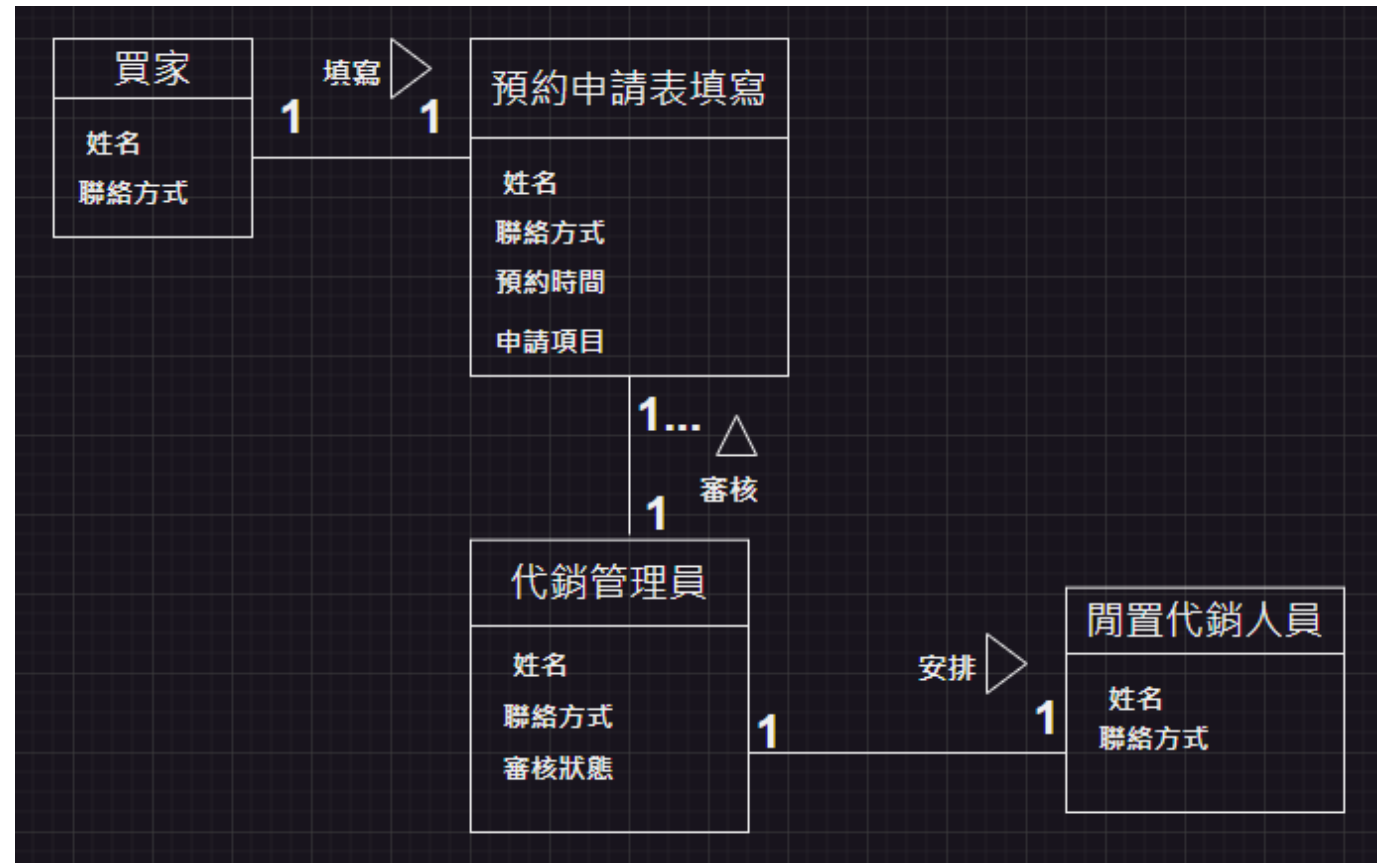 買家
姓名
聯絡方式
填寫
1
1
預約申請表填寫
姓名
聯絡方式
預約時間
申請項目
1...
審核
1
代銷管理員
姓名
聯絡方式
審核狀態
安排
1
1
閒置代銷人員
姓名
聯絡方式